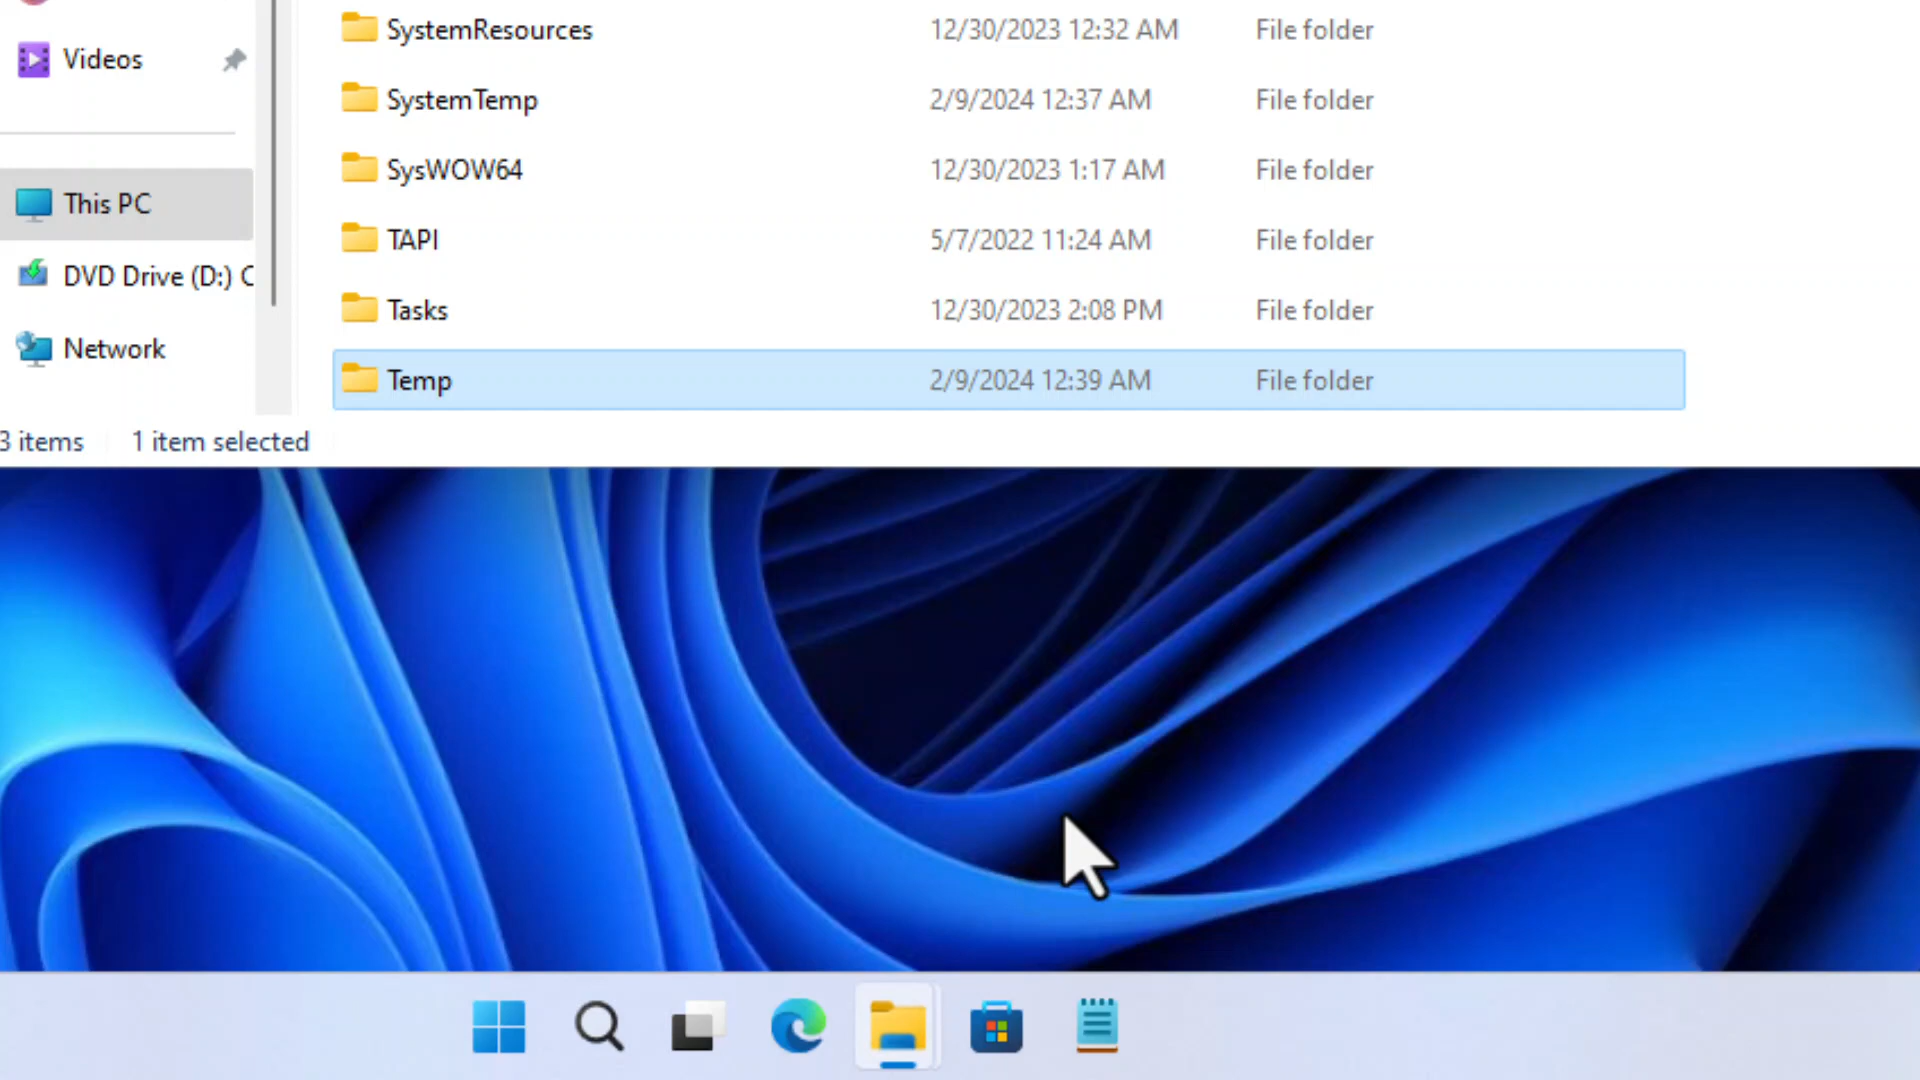 Videos
This PC
DVD Drive (D:) C
Network
SystemResources 12/30/2023 12:32 AM File folder
SystemTemp 2/9/2024 12:37 AM File folder
SysWOW64 12/30/2023 1:17 AM File folder
TAPI 5/7/2022 11:24 AM File folder
Tasks 12/30/2023 2:08 PM File folder
Temp 2/9/2024 12:39 AM File folder
3 items 1 item selected